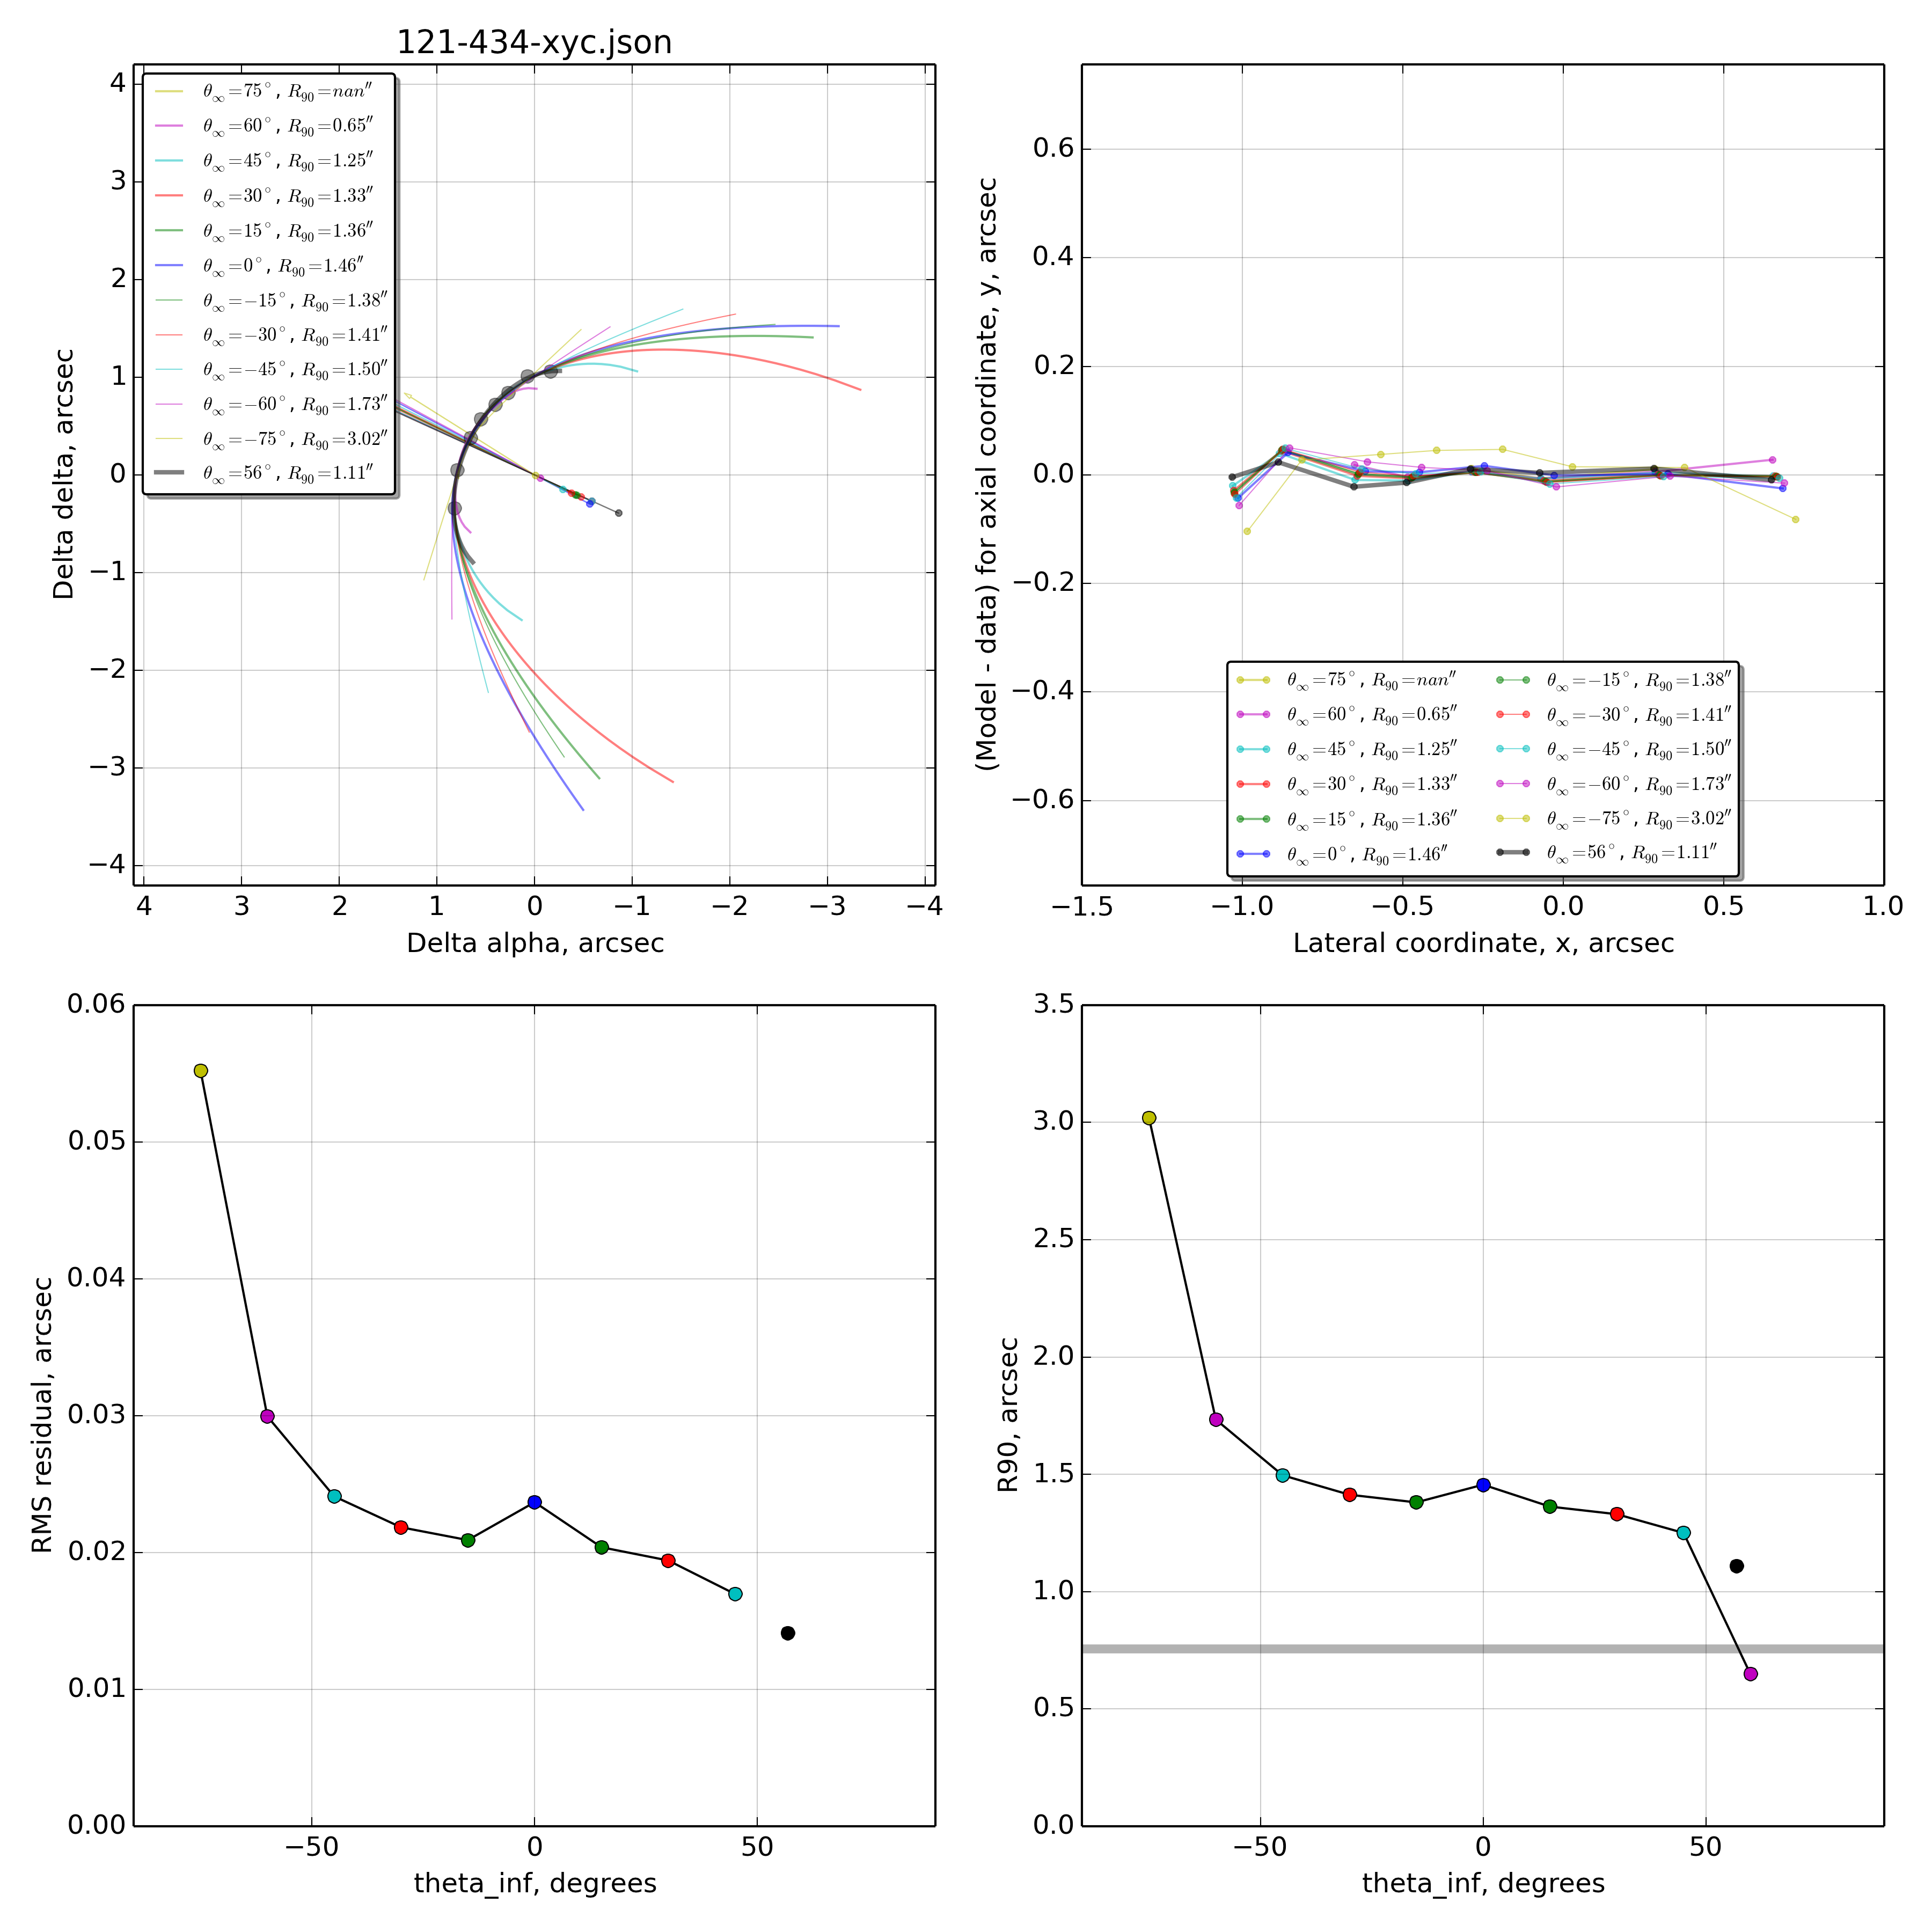 121-434-xyc.json
4
3
2
1
0
−1
−2
−3
−4
Delta delta, arcsec
θ∞=75°, R90=nan″
θ∞=60°, R90=0.65″
θ∞=45°, R90=1.25″
θ∞=30°, R90=1.33″
θ∞=15°, R90=1.36″
θ∞=0°, R90=1.46″
θ∞=−15°, R90=1.38″
θ∞=−30°, R90=1.41″
θ∞=−45°, R90=1.50″
θ∞=−60°, R90=1.73″
θ∞=−75°, R90=3.02″
θ∞=56°, R90=1.11″
4 3 2 1 0 −1 −2 −3 −4
Delta alpha, arcsec
0.6
0.4
0.2
0.0
−0.2
−0.4
−0.6
(Model - data) for axial coordinate, y, arcsec
θ∞=75°, R90=nan″
θ∞=60°, R90=0.65″
θ∞=45°, R90=1.25″
θ∞=30°, R90=1.33″
θ∞=15°, R90=1.36″
θ∞=0°, R90=1.46″
θ∞=−15°, R90=1.38″
θ∞=−30°, R90=1.41″
θ∞=−45°, R90=1.50″
θ∞=−60°, R90=1.73″
θ∞=−75°, R90=3.02″
θ∞=56°, R90=1.11″
−1.5 −1.0 −0.5 0.0 0.5 1.0
Lateral coordinate, x, arcsec
0.06
0.05
0.04
0.03
0.02
0.01
0.00
RMS residual, arcsec
−50 0 50
theta_inf, degrees
3.5
3.0
2.5
2.0
1.5
1.0
0.5
0.0
R90, arcsec
−50 0 50
theta_inf, degrees